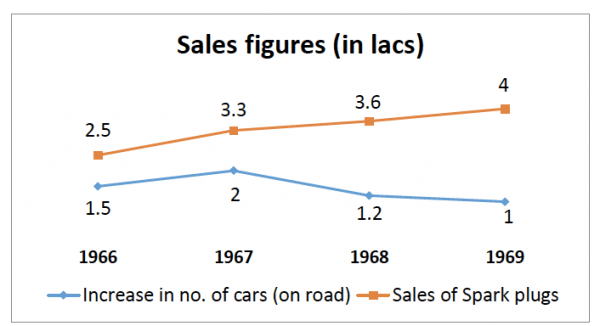 Sales figures (in lacs)
2.5
3.3
3.6
4
1.5
2
1.2
1
1966 1967 1968 1969
Increase in no. of cars (on road) Sales of Spark plugs